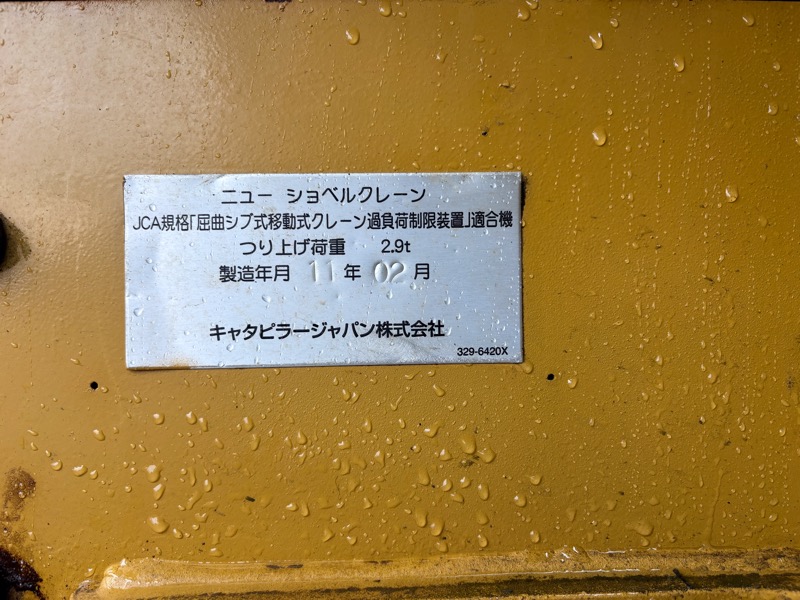 ニュー ショベルクレーン
JCA規格｢屈曲ジブ式移動式クレーン過負荷制限装置｣適合機
つり上げ荷重 2.9t
製造年月 11 年 02 月
キャタピラージャパン株式会社
329-6420X